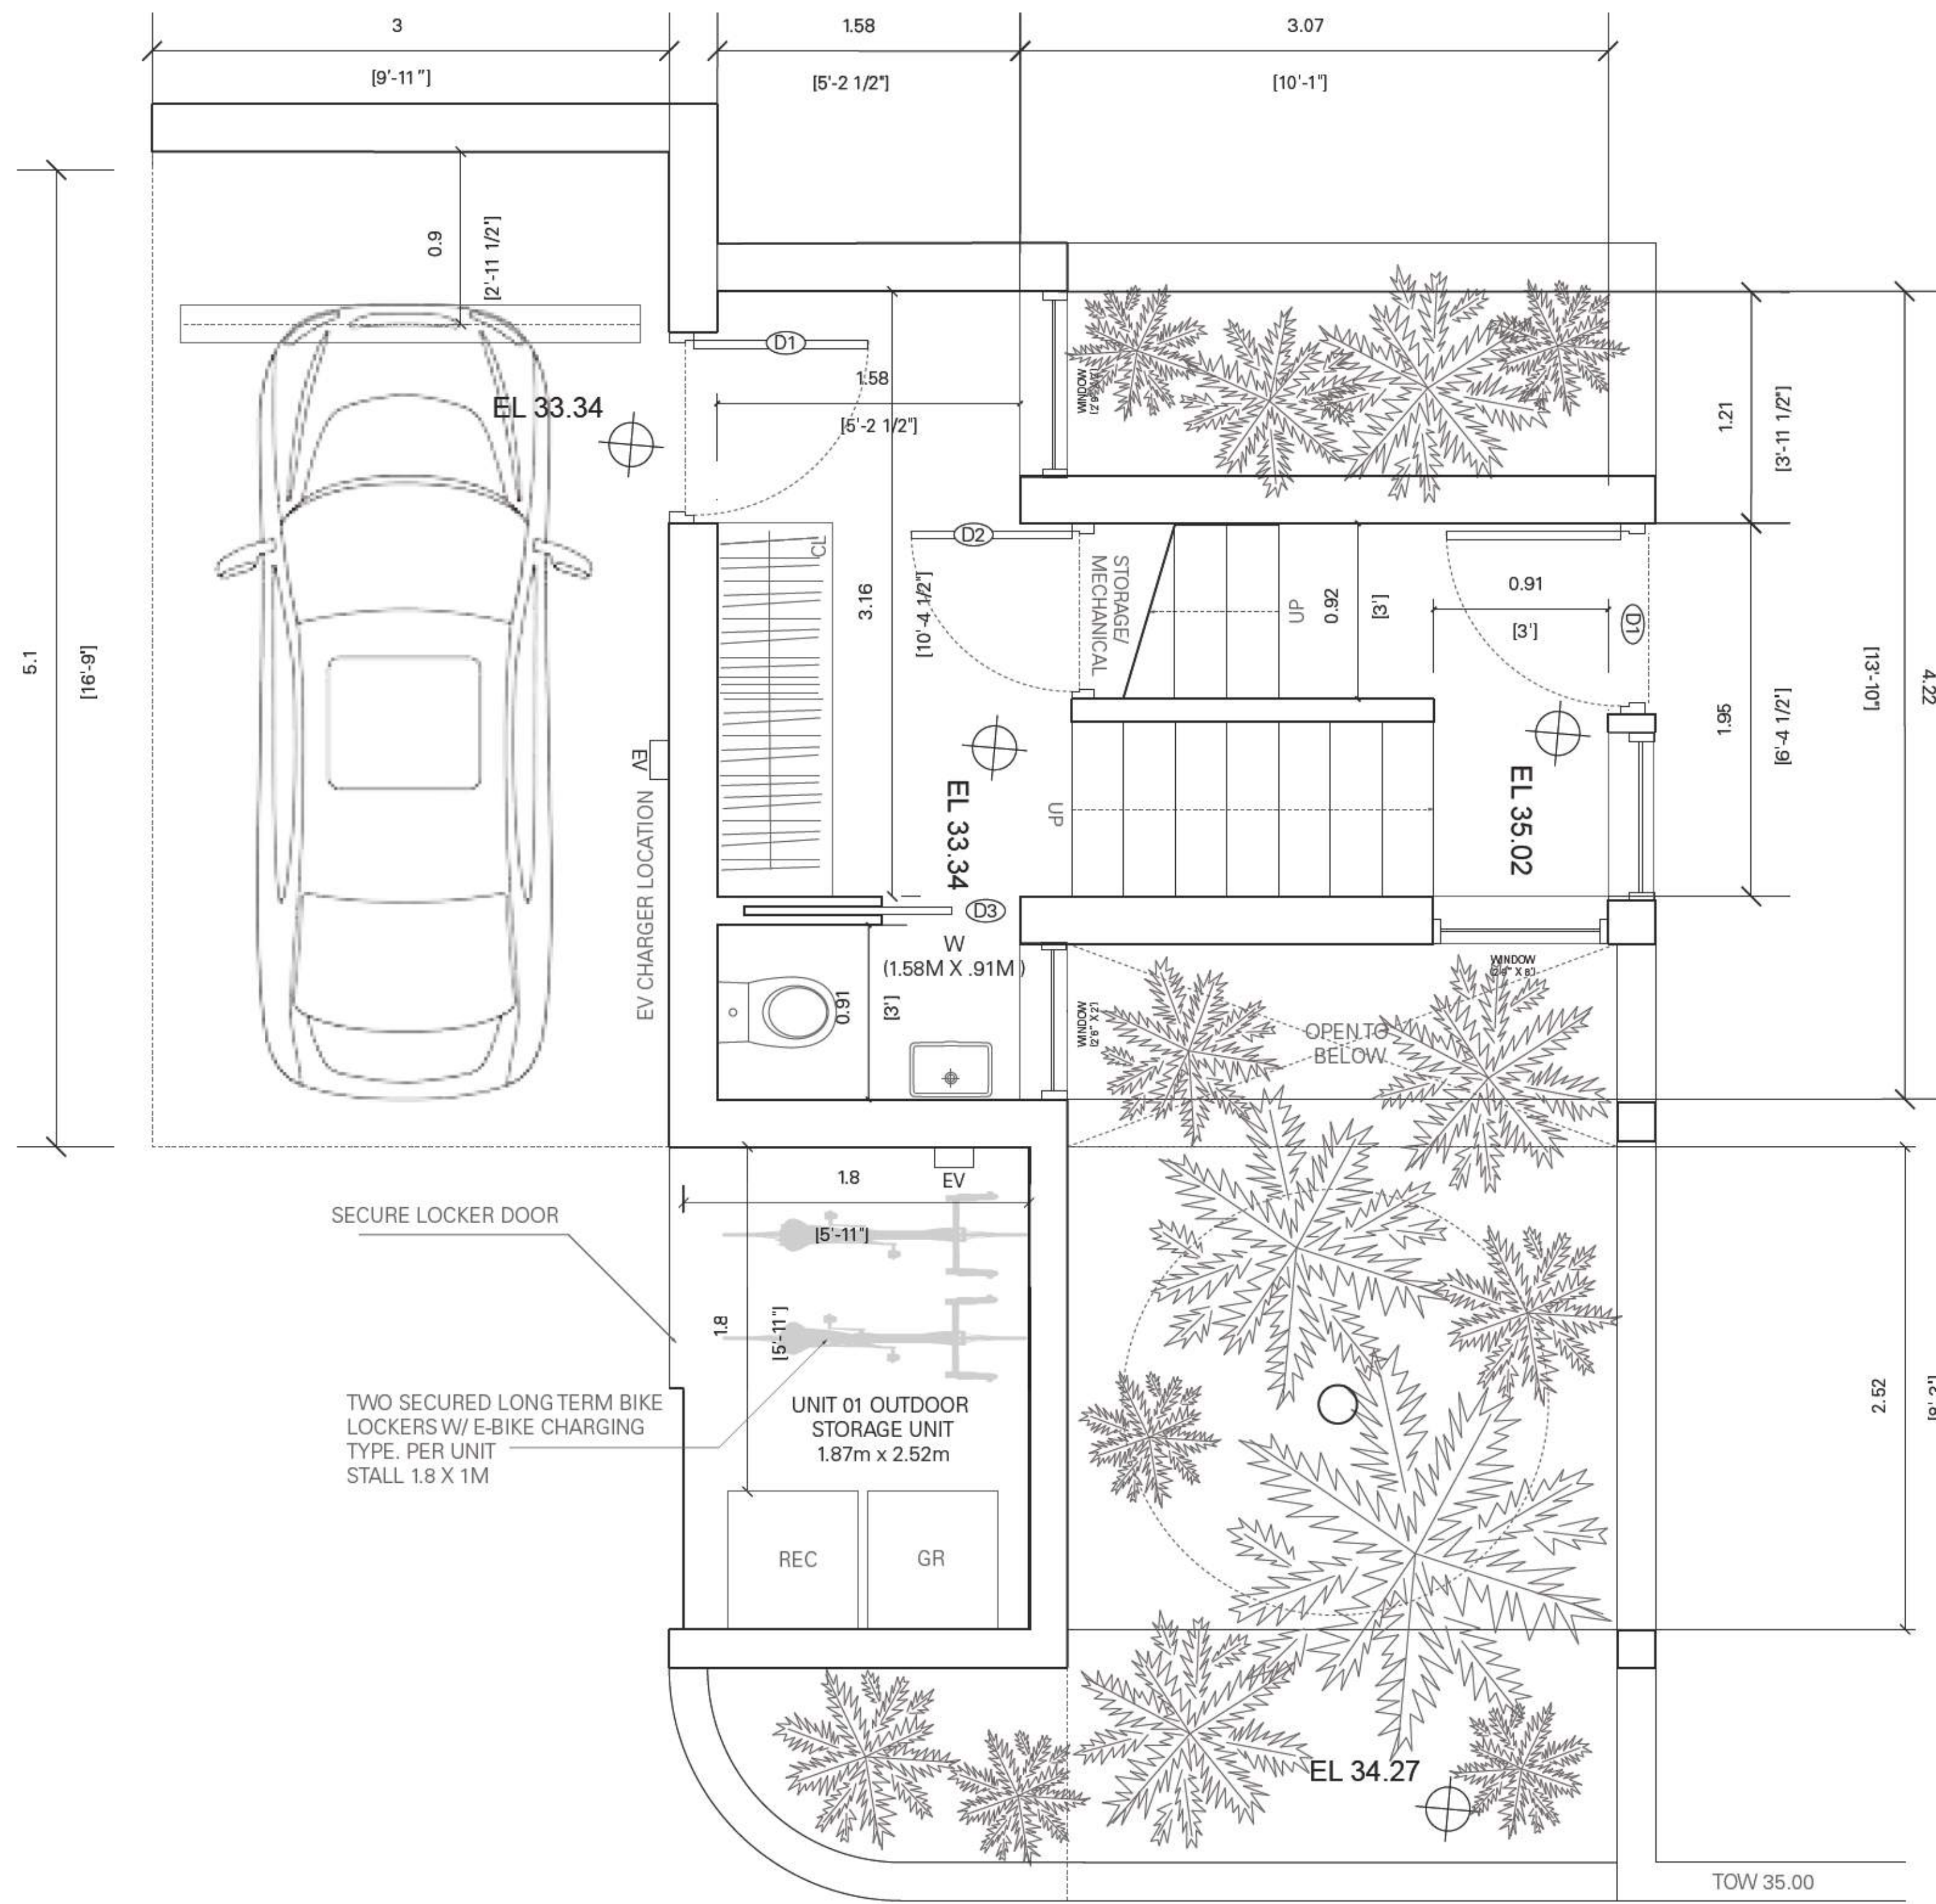 3
1.58
3.07
[9'-11"]
[5'-2 1/2"]
[10'-1"]
0.9
[2'-11 1/2"]
D1
1.58
[5'-2 1/2"]
EL 33.34
WINDOW
1.21
[3'-11 1/2"]
D2
CL
3.16
[10'-4 1/2"]
STORAGE/
MECHANICAL
UP
0.92
[3']
0.91
[3']
D1
5.1
[16'-9"]
1.95
[6'-4 1/2"]
[13'-10"]
4.22
EV
EV CHARGER LOCATION
EL 33.34
UP
EL 35.02
D3
W
(1.58M X .91M )
0.91
[3']
WINDOW
WINDOW
(2'6" X 2')
OPEN TO
BELOW
1.8
EV
[5'-11"]
SECURE LOCKER DOOR
1.8
[5'-11"]
TWO SECURED LONG TERM BIKE
LOCKERS W/ E-BIKE CHARGING
TYPE. PER UNIT
STALL 1.8 X 1M
UNIT 01 OUTDOOR
STORAGE UNIT
1.87m x 2.52m
2.52
REC
GR
EL 34.27
TOW 35.00